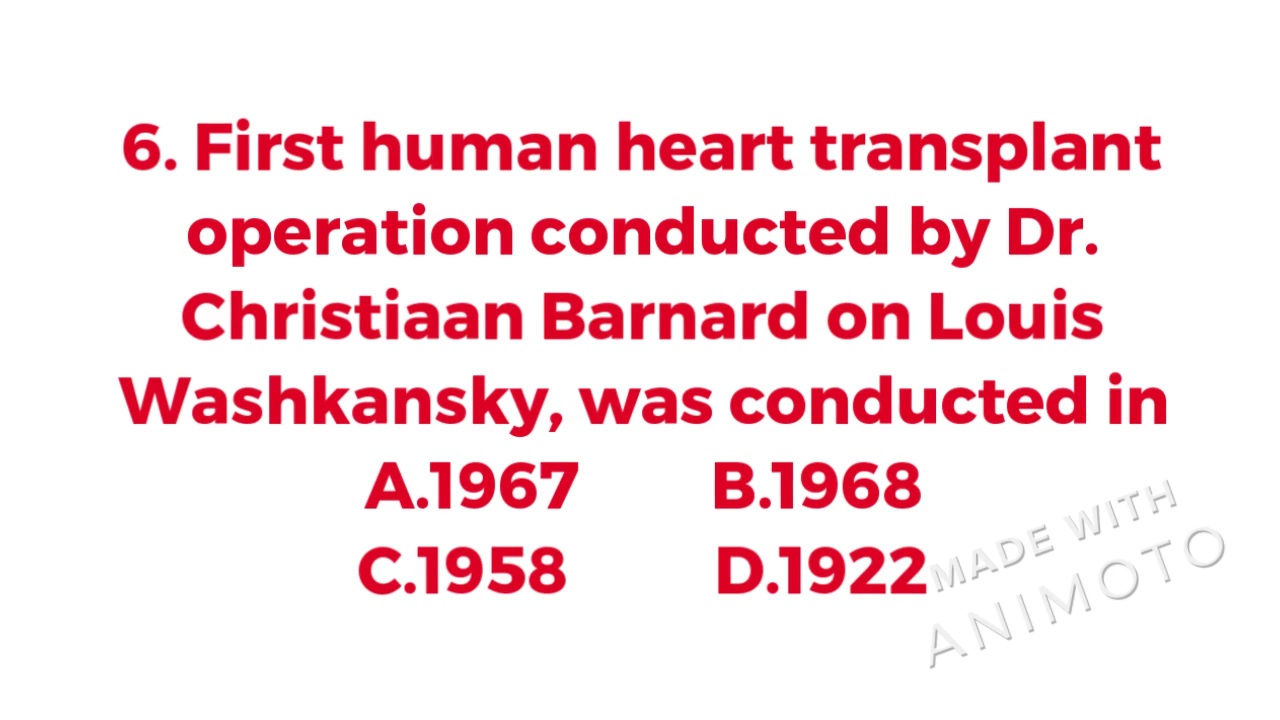 6. First human heart transplant
operation conducted by Dr.
Christiaan Barnard on Louis
Washkansky, was conducted in
A.1967 B.1968
C.1958 D.1922
MADE WITH
ANIMOTO